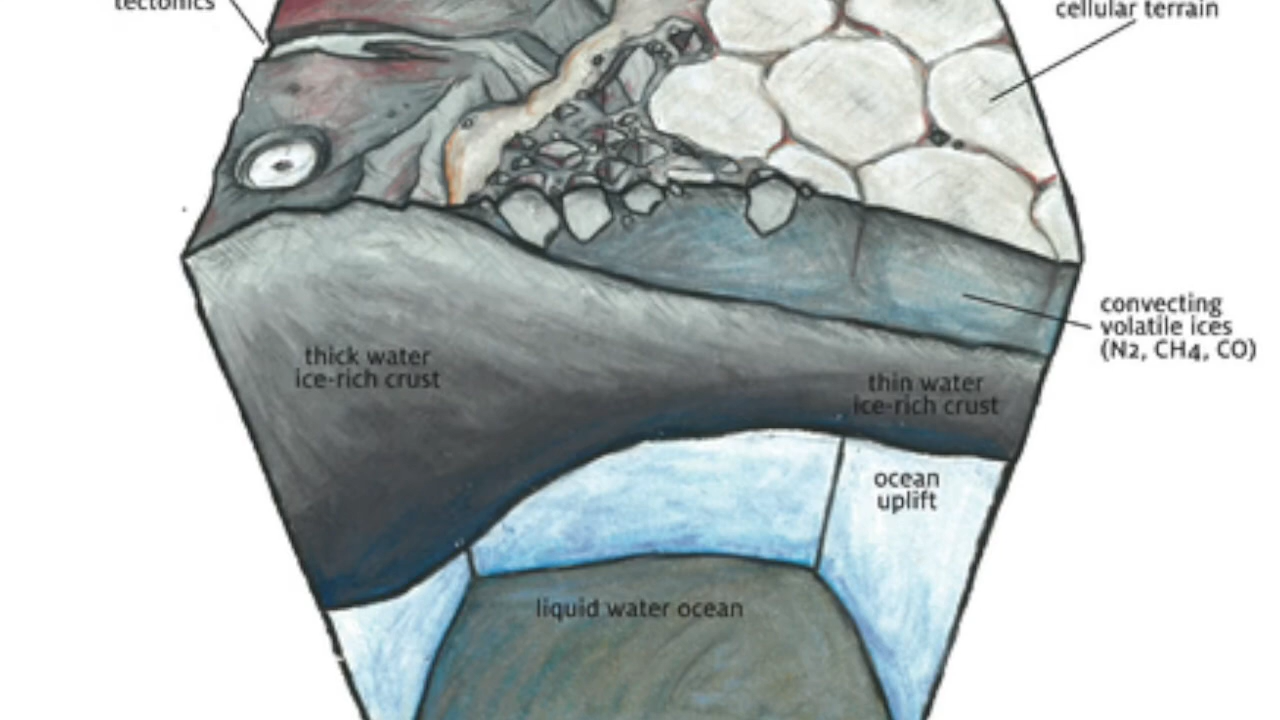 tectonics
cellular terrain
convecting
volatile ices
(N2, CH4, CO)
thick water
ice-rich crust
thin water
ice-rich crust
ocean
uplift
liquid water ocean